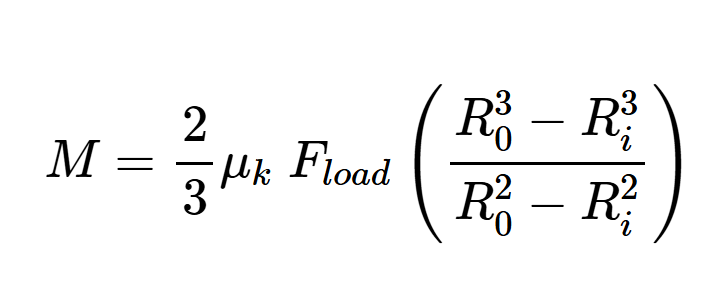 M = \frac{2}{3} \mu_k \, F_{load} \left( \frac{R_0^3 - R_i^3}{R_0^2 - R_i^2} \right)